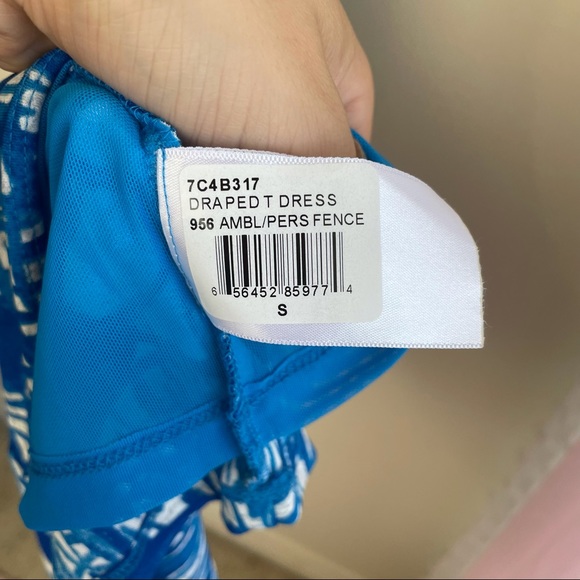 7C4B317
DRAPED T DRESS
956 AMBL/PERS FENCE
6 56452 85977 4
S